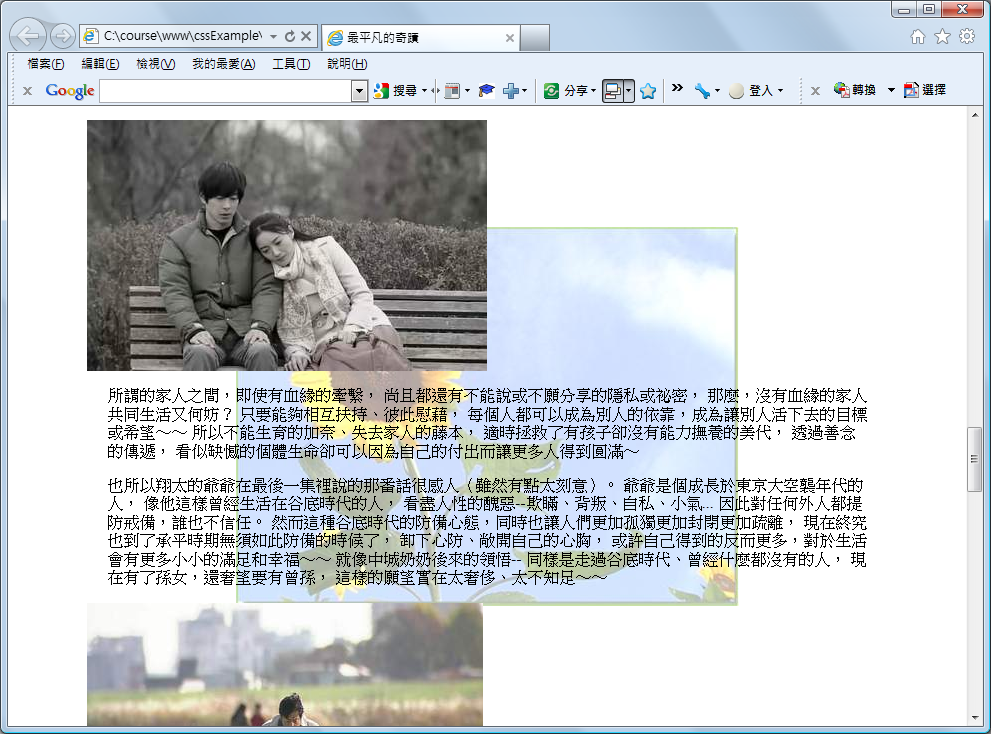 C:\course\www\cssExample\
最平凡的奇蹟
檔案(F) 編輯(E) 檢視(V) 我的最愛(A) 工具(T) 說明(H)
x Google 搜尋 分享 » 登入 x 轉換 選擇
所謂的家人之間，即使有血緣的牽繫， 尚且都還有不能說或不願分享的隱私或祕密， 那麼，沒有血緣的家人
共同生活又何妨？ 只要能夠相互扶持、彼此慰藉， 每個人都可以成為別人的依靠，成為讓別人活下去的目標
或希望～～ 所以不能生育的加奈、失去家人的藤本， 適時拯救了有孩子卻沒有能力撫養的美代， 透過善念
的傳遞， 看似缺憾的個體生命卻可以因為自己的付出而讓更多人得到圓滿～
也所以翔太的爺爺在最後一集裡說的那番話很感人（雖然有點太刻意）。 爺爺是個成長於東京大空襲年代的
人， 像他這樣曾經生活在谷底時代的人， 看盡人性的醜惡--欺瞞、背叛、自私、小氣... 因此對任何外人都提
防戒備，誰也不信任。 然而這種谷底時代的防備心態，同時也讓人們更加孤獨更加封閉更加疏離， 現在終究
也到了承平時期無須如此防備的時候了， 卸下心防、敞開自己的心胸， 或許自己得到的反而更多，對於生活
會有更多小小的滿足和幸福～～ 就像中城奶奶後來的領悟-- 同樣是走過谷底時代、曾經什麼都沒有的人， 現
在有了孫女，還奢望要有曾孫， 這樣的願望實在太奢侈、太不知足～～